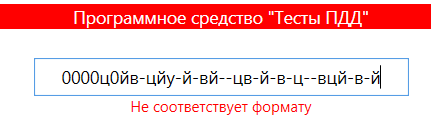 Программное средство "Тесты ПДД"
0000ц0йв-цйу-й-вй--цв-й-в-ц--вцй-в-й
Не соответствует формату